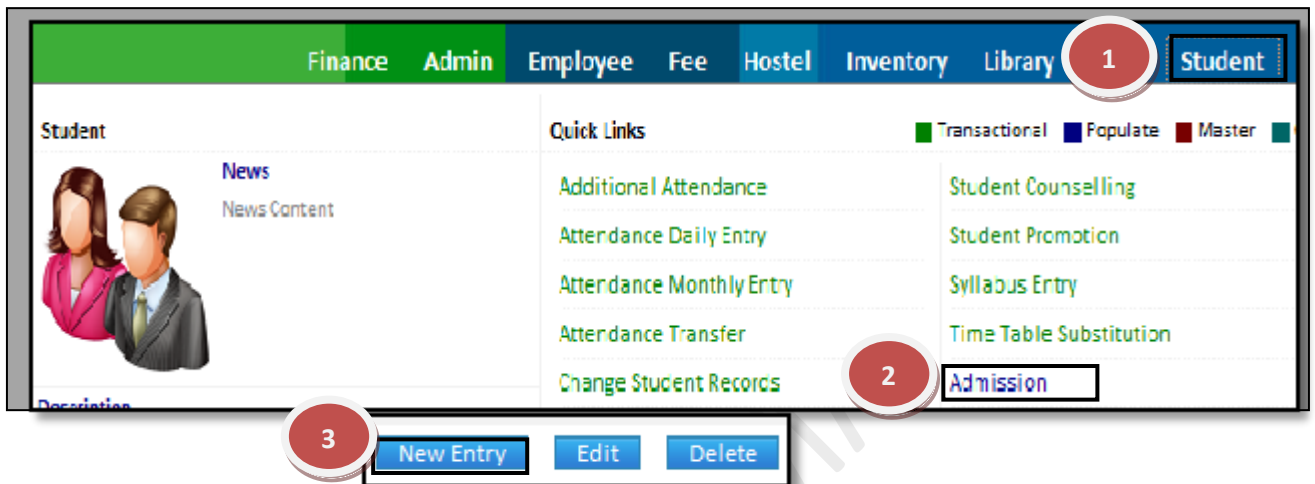 Finance Admin Employee Fee Hostel Inventory Library 1 Student
Student
News
News Content
Description
Quick Links
Transactional Populate Master
Additional Attendance
Attendance Daily Entry
Attendance Monthly Entry
Attendance Transfer
Change Student Records
Student Counselling
Student Promotion
Syllabus Entry
Time Table Substitution
2 Admission
3 New Entry Edit Delete